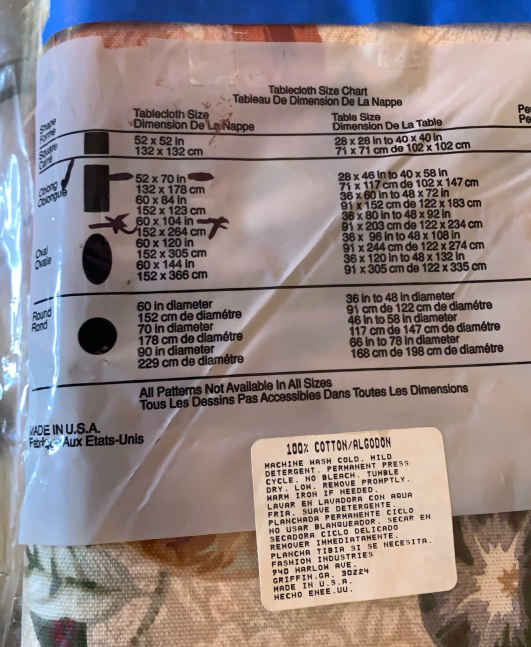 Tablecloth Size Chart
Tableau De Dimension De La Nappe
Shape
Forme
Tablecloth Size
Dimension De La Nappe
Table Size
Dimension De La Table
Square
Carré
52 x 52 in
132 x 132 cm
28 x 28 in to 40 x 40 in
71 x 71 cm de 102 x 102 cm
Oblong
Oblongue
Oval
Ovale
52 x 70 in
132 x 178 cm
60 x 84 in
152 x 123 cm
60 x 104 in
152 x 264 cm
60 x 120 in
152 x 305 cm
60 x 144 in
152 x 366 cm
28 x 46 in to 40 x 58 in
71 x 117 cm de 102 x 147 cm
36 x 60 in to 48 x 72 in
91 x 152 cm de 122 x 183 cm
36 x 80 in to 48 x 92 in
91 x 203 cm de 122 x 234 cm
36 x 96 in to 48 x 108 in
91 x 244 cm de 122 x 274 cm
36 x 120 in to 48 x 132 in
91 x 305 cm de 122 x 335 cm
Round
Rond
60 in diameter
152 cm de diamétre
70 in diameter
178 cm de diamétre
90 in diameter
229 cm de diamétre
36 in to 48 in diameter
91 cm de 122 cm de diamétre
46 in to 58 in diameter
117 cm de 147 cm de diamétre
66 in to 78 in diameter
168 cm de 198 cm de diamétre
All Patterns Not Available In All Sizes
Tous Les Dessins Pas Accessibles Dans Toutes Les Dimensions
MADE IN U.S.A.
Aux Etats-Unis
100% COTTON/ALGODON
MACHINE WASH COLD. MILD
DETERGENT. PERMANENT PRESS
CYCLE. NO BLEACH. TUMBLE
DRY. LOW. REMOVE PROMPTLY.
WARM IRON IF NEEDED.
LAVAR EN LAVADORA CON AGUA
FRIA. SUAVE DETERGENTE.
PLANCHADA PERMANENTE CICLO
NO USAR BLANQUEADOR. SECAR EN
SECADORA CICLO DELICADO
REMOVER IMMEDIATAMENTE.
PLANCHA TIBIA SI SE NECESITA.
FASHION INDUSTRIES
940 HARLOW AVE.
GRIFFIN.GA. 30224
MADE IN U.S.A.
HECHO ENEE.UU.